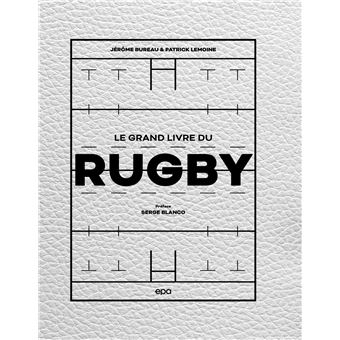 JÉRÔME BUREAU & PATRICK LEMOINE
LE GRAND LIVRE DU
RUGBY
Préface
SERGE BLANCO
epa